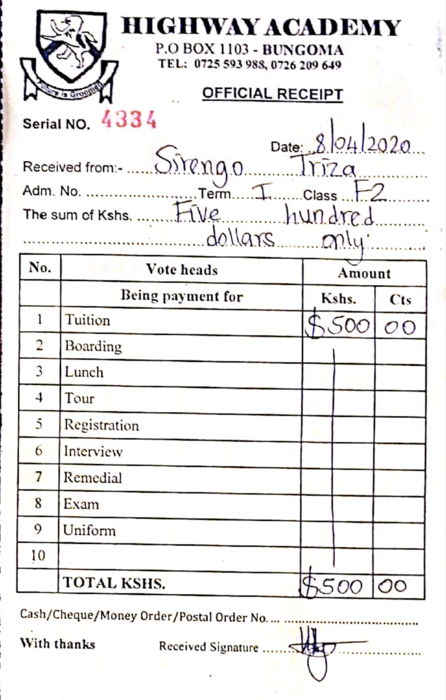 HIGHWAY ACADEMY
P.O BOX 1103 - BUNGOMA
TEL: 0725 593 988, 0726 209 649
OFFICIAL RECEIPT
Serial NO. 4334
Date: 8/04/2020
Received from:- Sirengo Triza
Adm. No. Term I Class F2
The sum of Kshs. Five hundred
dollars only.
No. Vote heads Amount
Being payment for Kshs. Cts
1 Tuition $500 00
2 Boarding
3 Lunch
4 Tour
5 Registration
6 Interview
7 Remedial
8 Exam
9 Uniform
10
TOTAL KSHS. $500 00
Cash/Cheque/Money Order/Postal Order No.
With thanks Received Signature